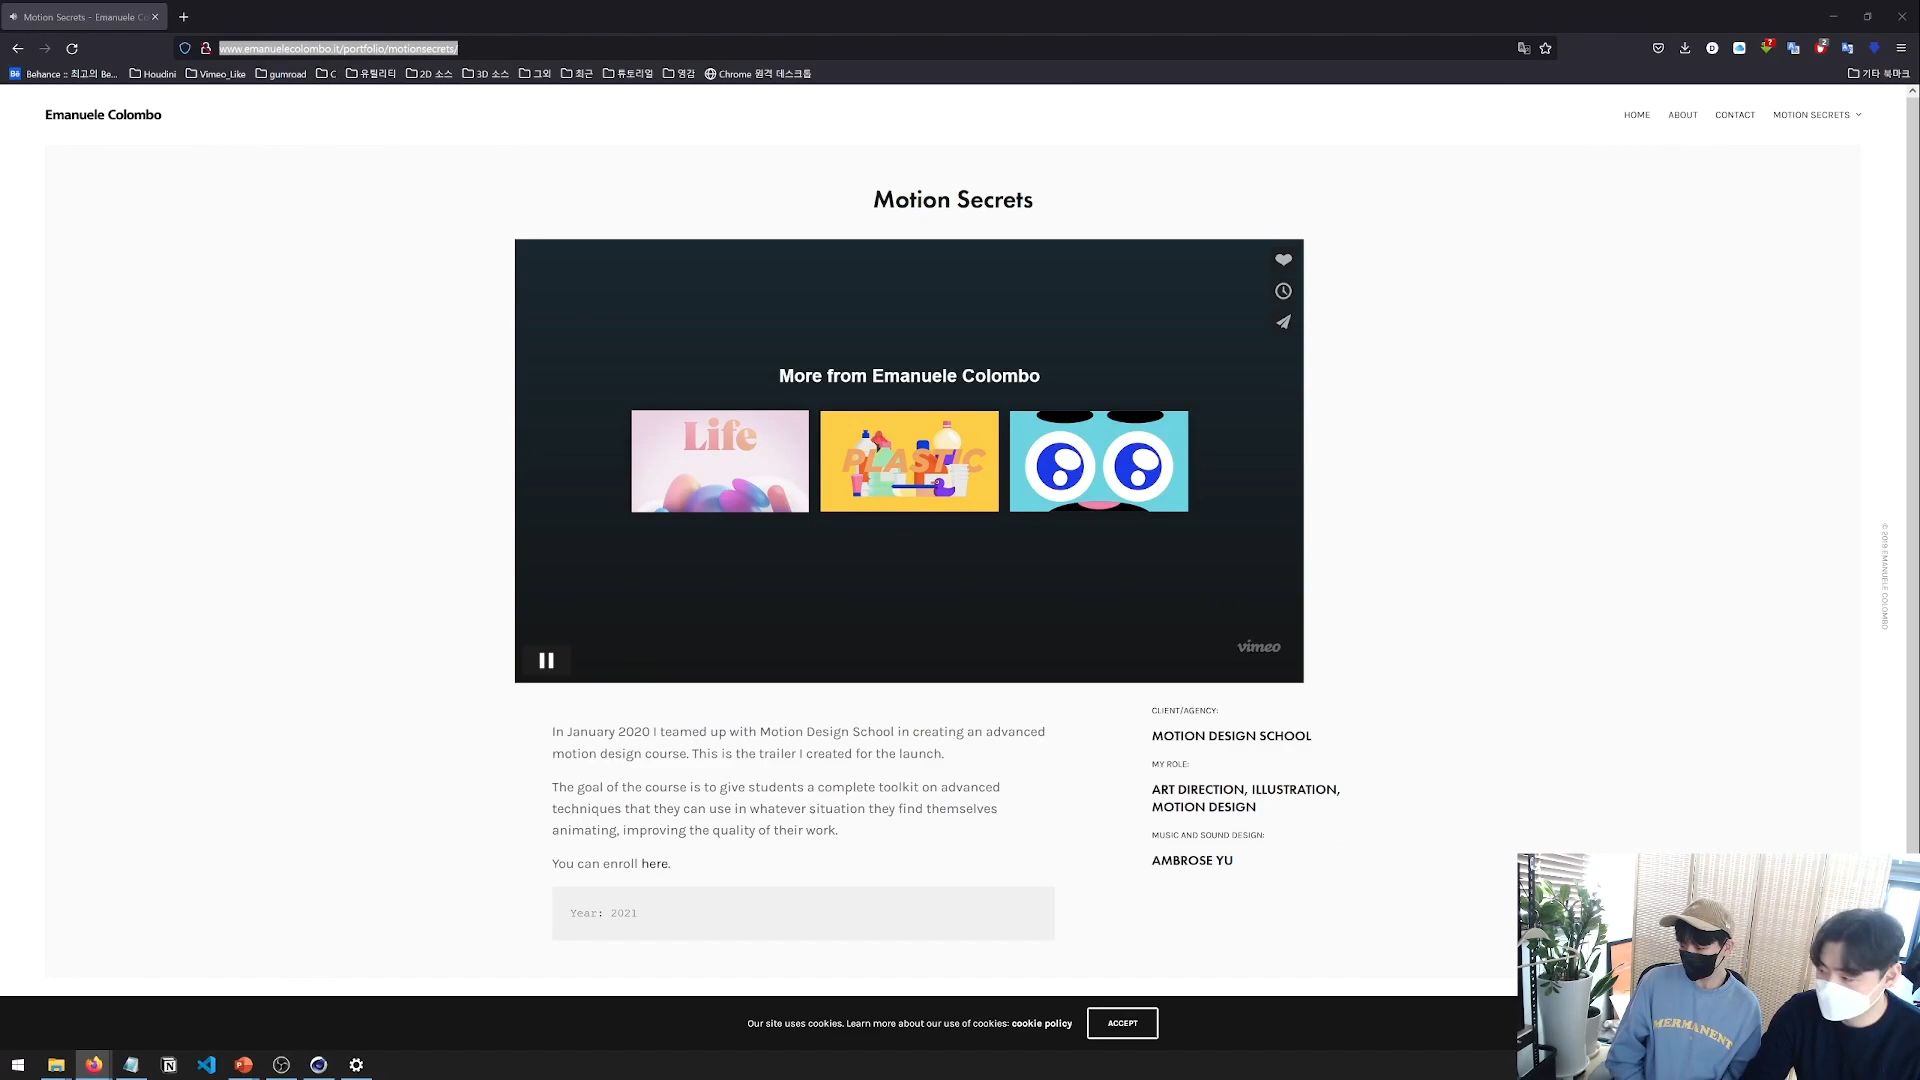 Motion Secrets - Emanuele Co
www.emanuelecolombo.it/portfolio/motionsecrets/
Behance :: 최고의 Be...
Houdini
Vimeo_Like
gumroad
C
유틸리티
2D 소스
3D 소스
그외
최근
튜토리얼
영감
Chrome 원격 데스크톱
기타 북마크
Emanuele Colombo
HOME
ABOUT
CONTACT
MOTION SECRETS
Motion Secrets
More from Emanuele Colombo
Life
PLASTIC
vimeo
In January 2020 I teamed up with Motion Design School in creating an advanced
motion design course. This is the trailer I created for the launch.
The goal of the course is to give students a complete toolkit on advanced
techniques that they can use in whatever situation they find themselves
animating, improving the quality of their work.
You can enroll here.
Year: 2021
CLIENT/AGENCY:
MOTION DESIGN SCHOOL
MY ROLE:
ART DIRECTION, ILLUSTRATION,
MOTION DESIGN
MUSIC AND SOUND DESIGN:
AMBROSE YU
© 2019 EMANUELE COLOMBO
Our site uses cookies. Learn more about our use of cookies: cookie policy
ACCEPT
MERMANENT